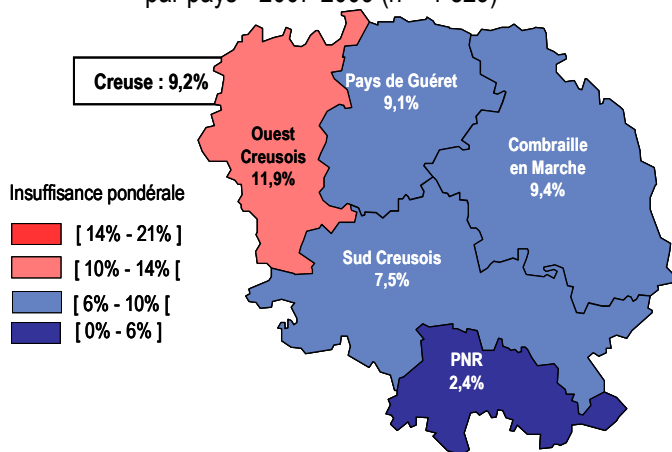 Creuse : 9,2%
Pays de Guéret
9,1%
Ouest
Creusois
11,9%
Combraille
en Marche
9,4%
Insuffisance pondérale
[ 14% - 21% ]
[ 10% - 14% [
[ 6% - 10% [
[ 0% - 6% ]
Sud Creusois
7,5%
PNR
2,4%